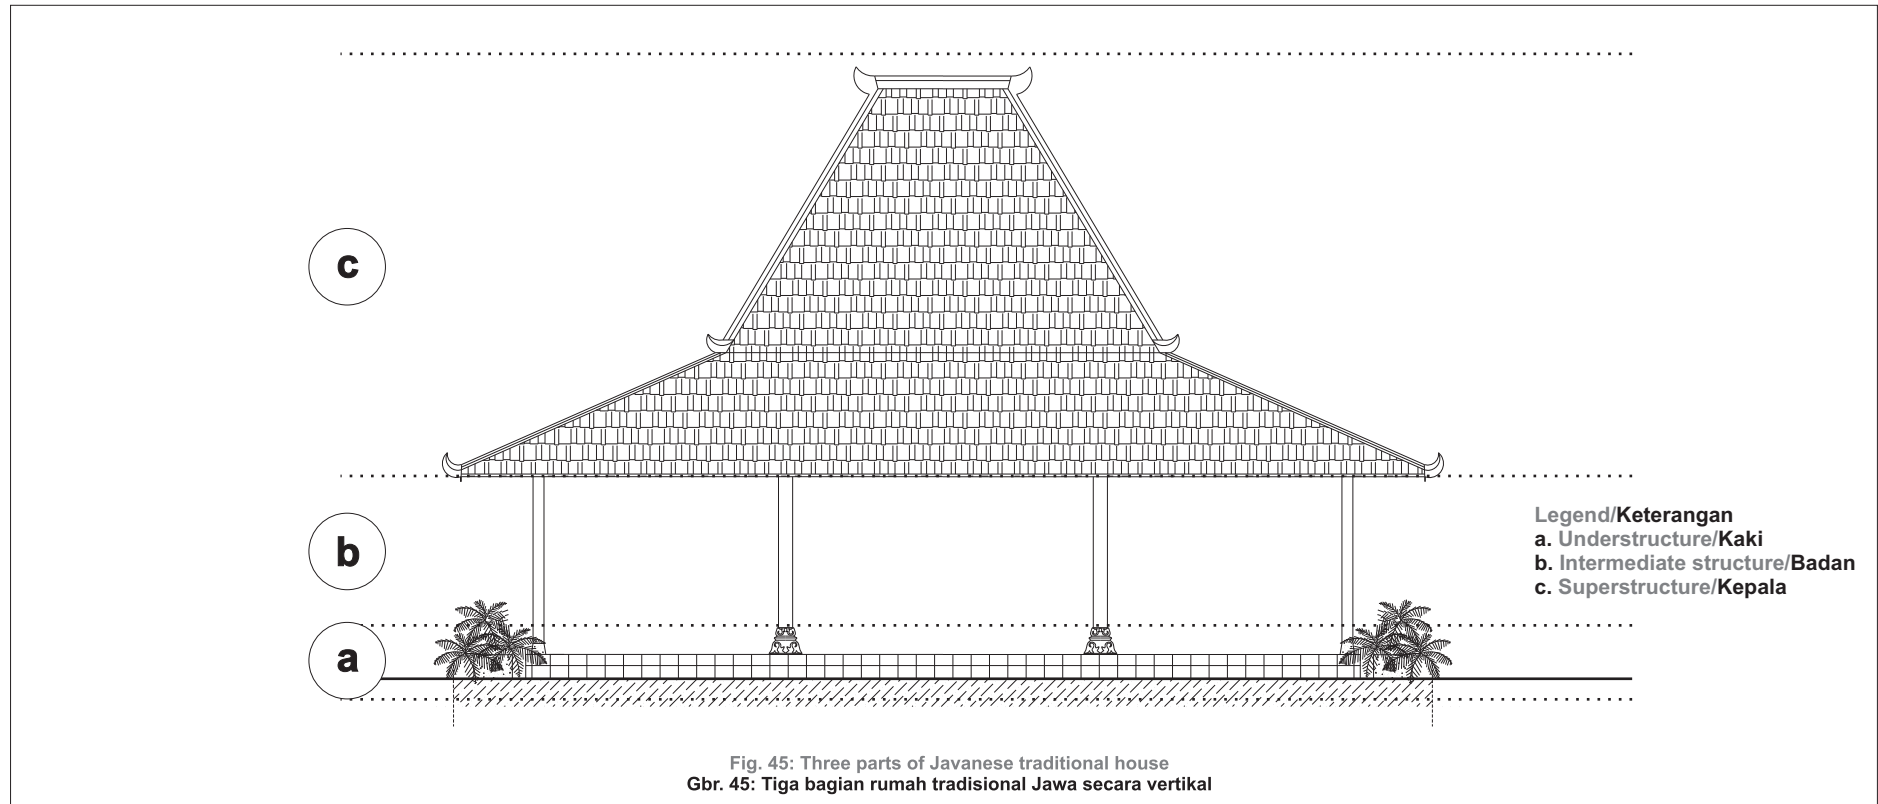 c
b
a
Legend/Keterangan
a. Understructure/Kaki
b. Intermediate structure/Badan
c. Superstructure/Kepala
Fig. 45: Three parts of Javanese traditional house
Gbr. 45: Tiga bagian rumah tradisional Jawa secara vertikal